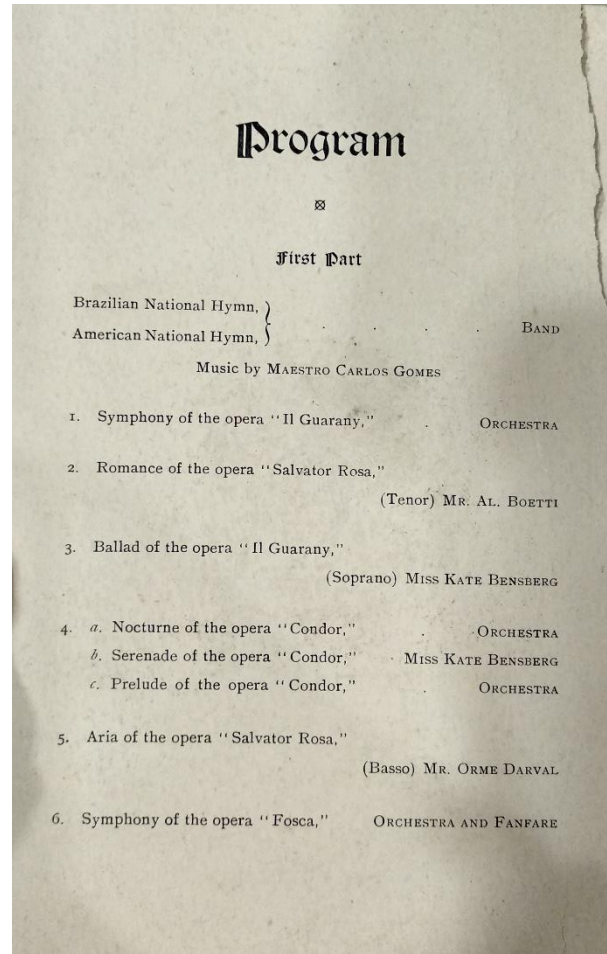 Program
First Part
Brazilian National Hymn,
American National Hymn, } . . . . BAND
Music by MAESTRO CARLOS GOMES
1. Symphony of the opera "Il Guarany," . ORCHESTRA
2. Romance of the opera "Salvator Rosa,"
(Tenor) MR. AL. BOETTI
3. Ballad of the opera "Il Guarany,"
(Soprano) MISS KATE BENSBERG
4. a. Nocturne of the opera "Condor," . ORCHESTRA
b. Serenade of the opera "Condor," . MISS KATE BENSBERG
c. Prelude of the opera "Condor," . ORCHESTRA
5. Aria of the opera "Salvator Rosa,"
(Basso) MR. ORME DARVAL
6. Symphony of the opera "Fosca," ORCHESTRA AND FANFARE